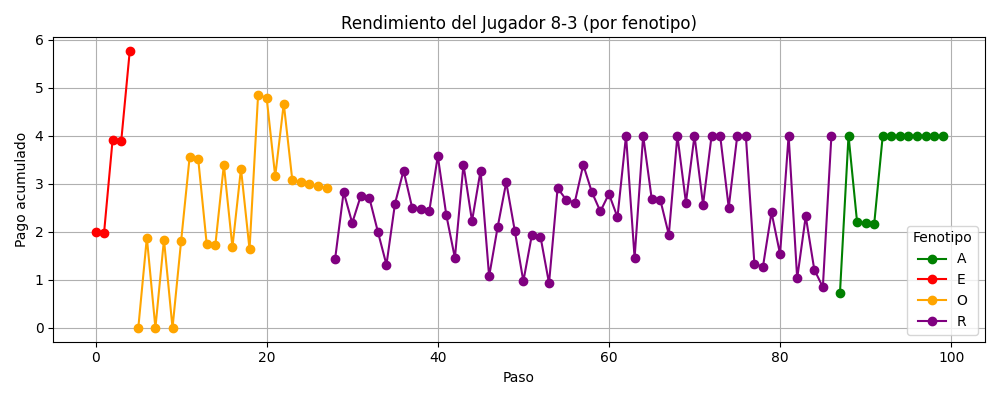 Rendimiento del Jugador 8-3 (por fenotipo)
Pago acumulado
6
5
4
3
2
1
0
0 20 40 60 80 100
Paso
Fenotipo
A
E
O
R